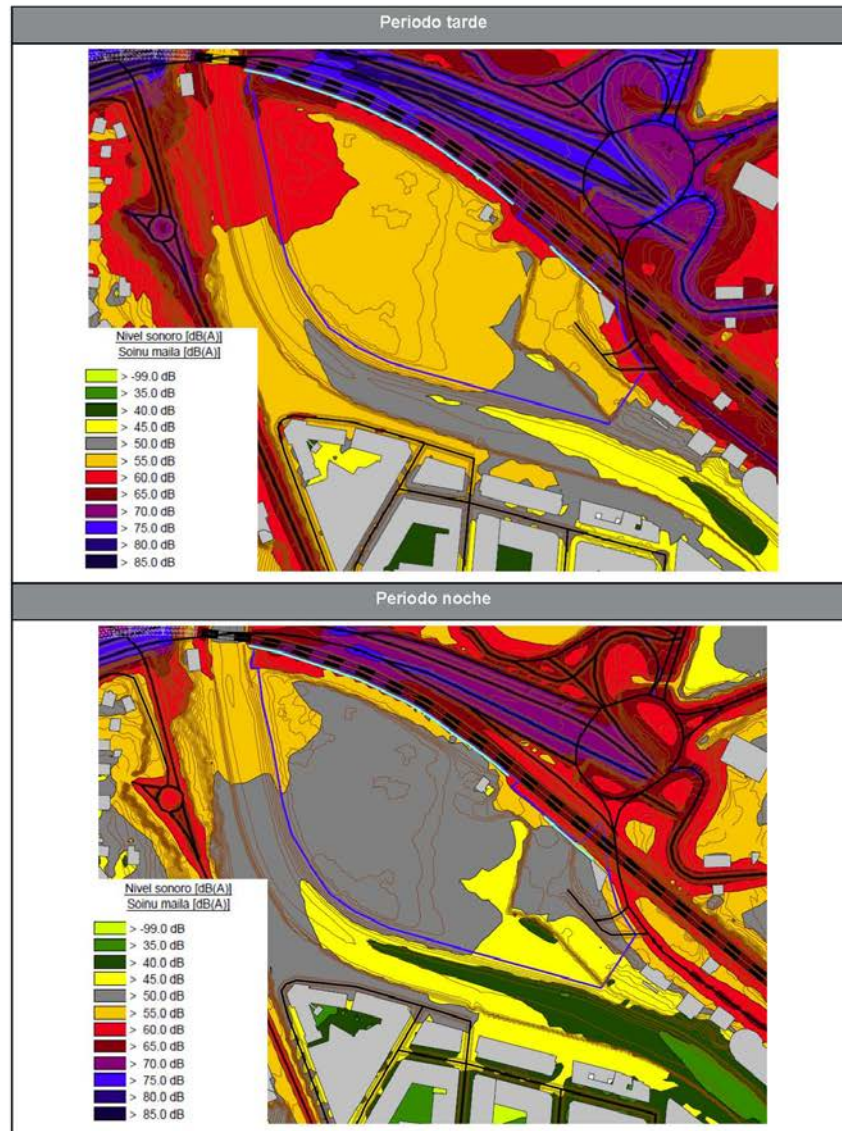 Periodo tarde
Nivel sonoro [dB(A)]
Soinu maila [dB(A)]
> -99.0 dB
> 35.0 dB
> 40.0 dB
> 45.0 dB
> 50.0 dB
> 55.0 dB
> 60.0 dB
> 65.0 dB
> 70.0 dB
> 75.0 dB
> 80.0 dB
> 85.0 dB
Periodo noche
Nivel sonoro [dB(A)]
Soinu maila [dB(A)]
> -99.0 dB
> 35.0 dB
> 40.0 dB
> 45.0 dB
> 50.0 dB
> 55.0 dB
> 60.0 dB
> 65.0 dB
> 70.0 dB
> 75.0 dB
> 80.0 dB
> 85.0 dB